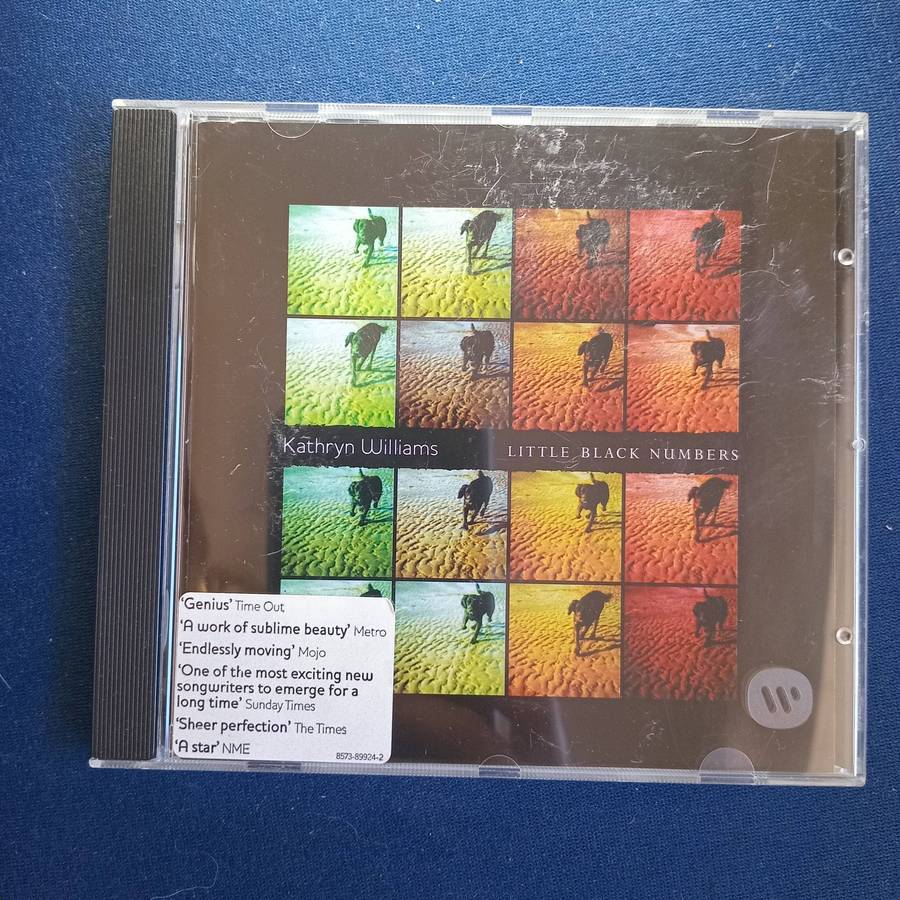 Kathryn Williams
LITTLE BLACK NUMBERS
'Genius' Time Out
'A work of sublime beauty' Metro
'Endlessly moving' Mojo
'One of the most exciting new
songwriters to emerge for a
long time' Sunday Times
'Sheer perfection' The Times
'A star' NME
8573-89924-2